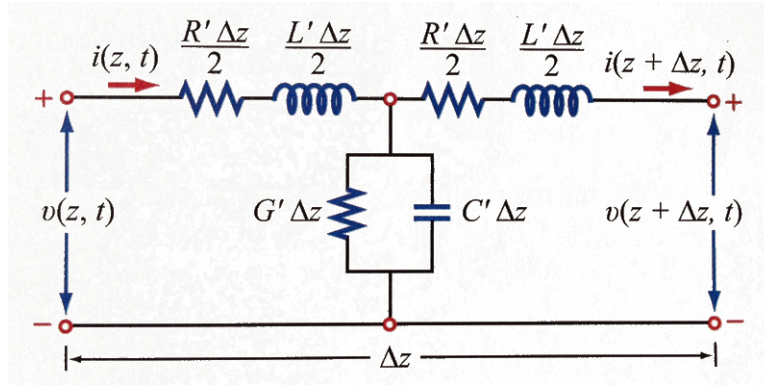 R′ Δz/2 L′ Δz/2 R′ Δz/2 L′ Δz/2
i(z, t) i(z + Δz, t)
+ +
υ(z, t) G′ Δz C′ Δz υ(z + Δz, t)
− −
Δz